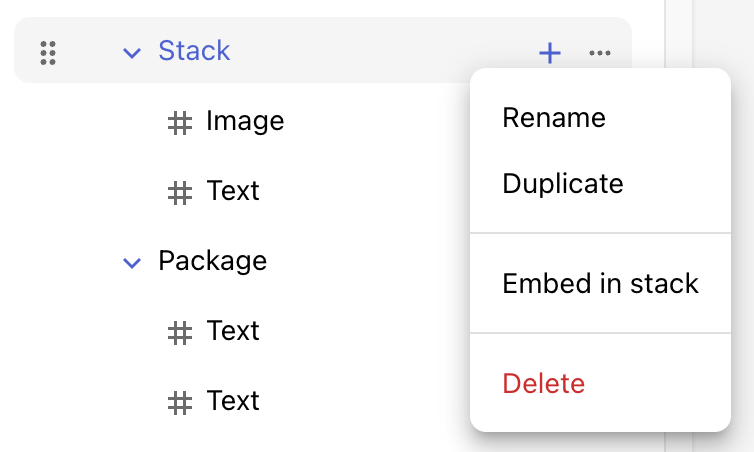 Stack
Image
Text
Package
Text
Text
Rename
Duplicate
Embed in stack
Delete